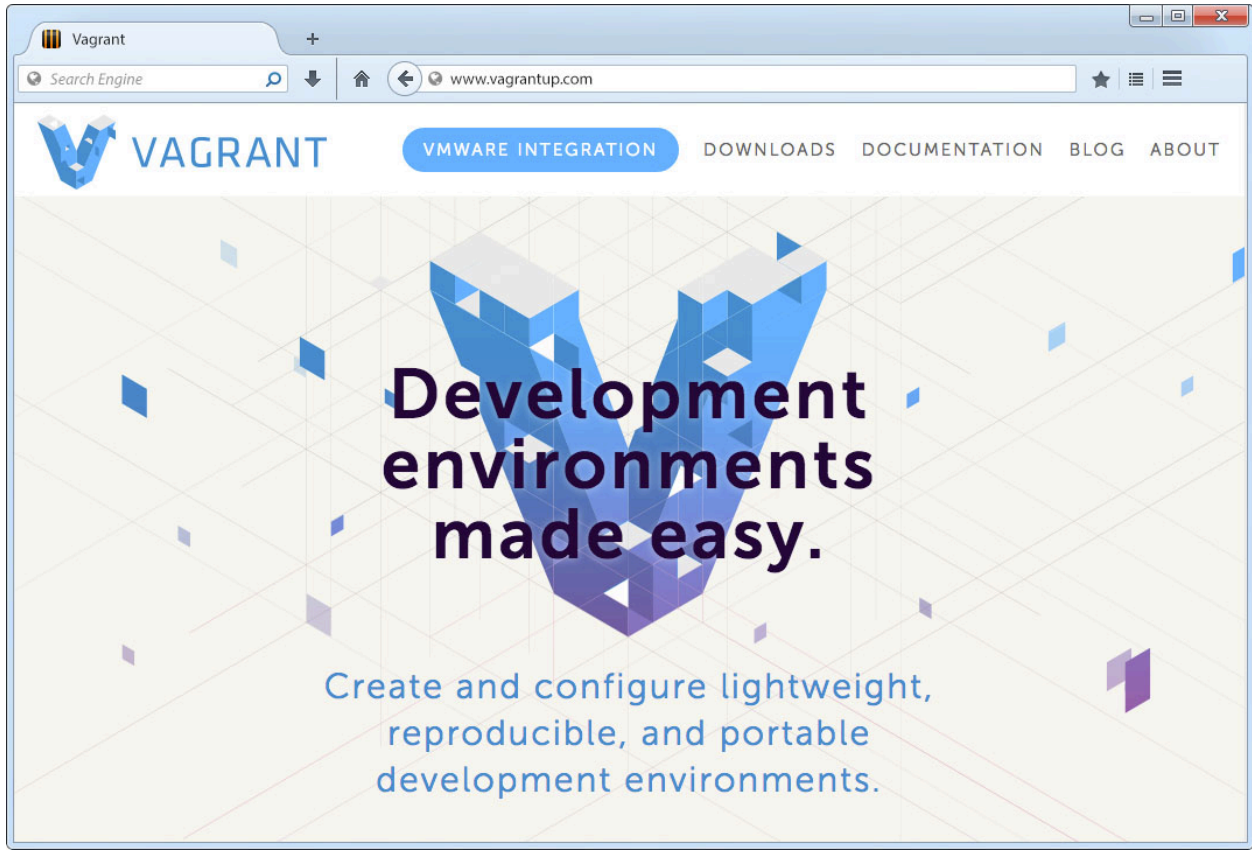 Vagrant
Search Engine
www.vagrantup.com
VAGRANT
VMWARE INTEGRATION DOWNLOADS DOCUMENTATION BLOG ABOUT
Development
environments
made easy.
Create and configure lightweight,
reproducible, and portable
development environments.